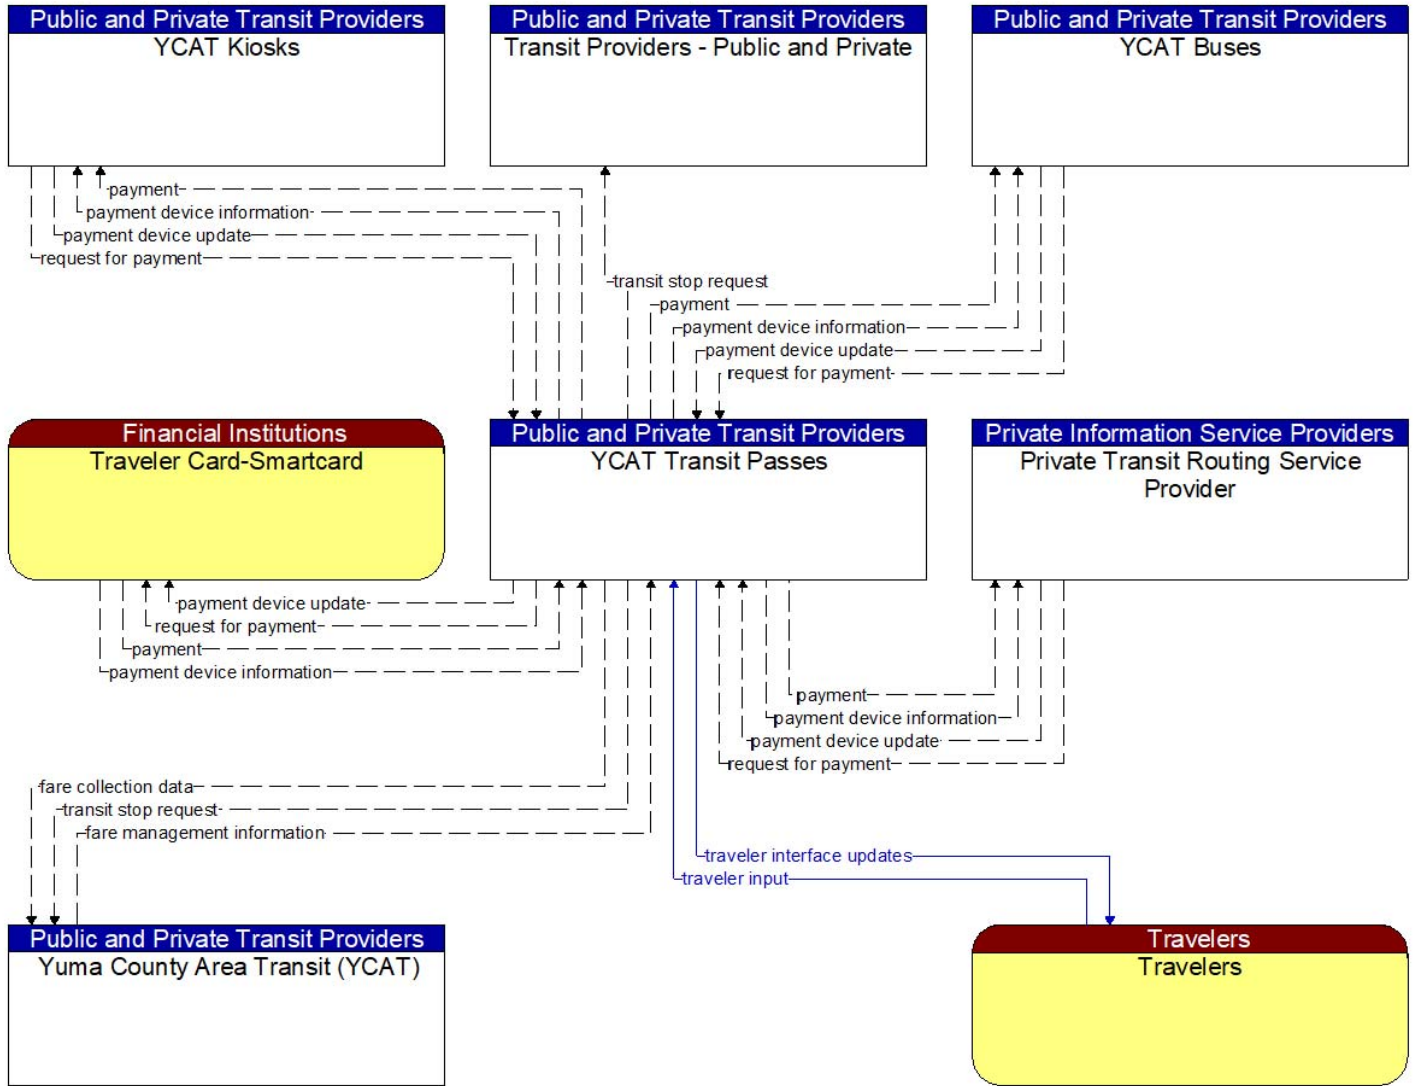 Public and Private Transit Providers
YCAT Kiosks
Public and Private Transit Providers
Transit Providers - Public and Private
Public and Private Transit Providers
YCAT Buses
payment
payment device information
payment device update
request for payment
transit stop request
payment
payment device information
payment device update
request for payment
Financial Institutions
Traveler Card-Smartcard
Public and Private Transit Providers
YCAT Transit Passes
Private Information Service Providers
Private Transit Routing Service
Provider
payment device update
request for payment
payment
payment device information
payment
payment device information
payment device update
request for payment
fare collection data
transit stop request
fare management information
traveler interface updates
traveler input
Public and Private Transit Providers
Yuma County Area Transit (YCAT)
Travelers
Travelers